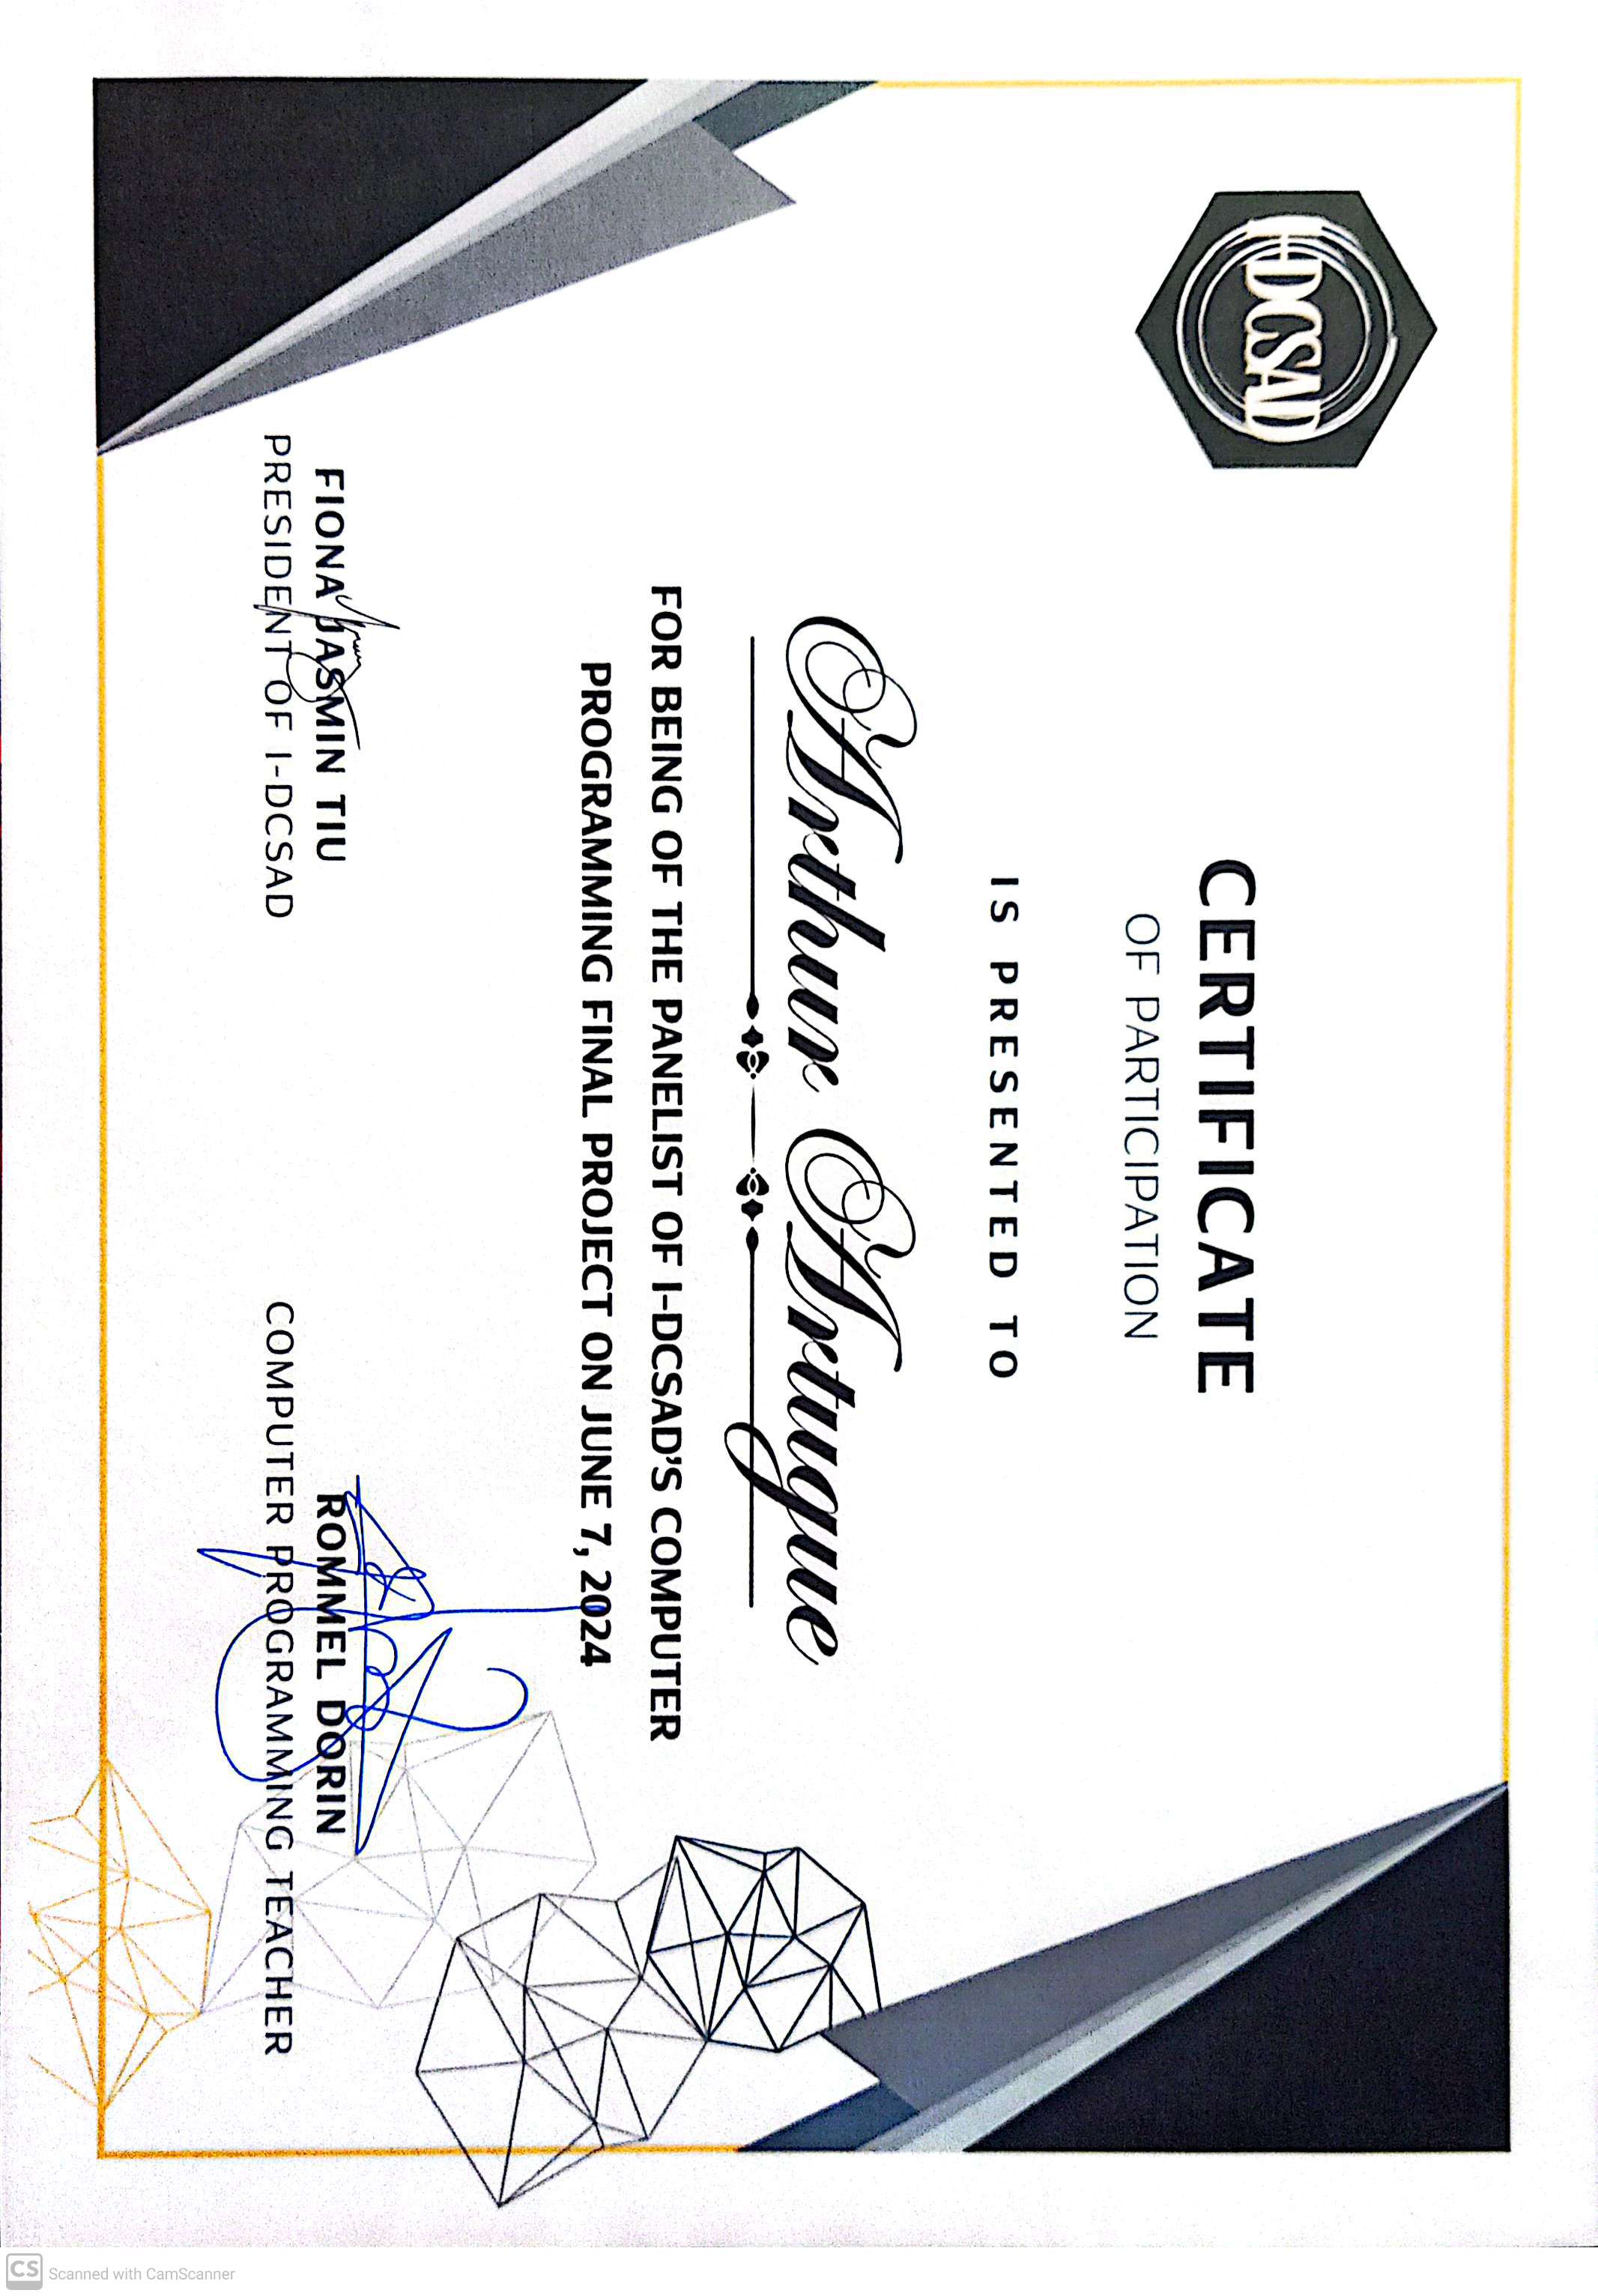 I-DCSAD
CERTIFICATE
OF PARTICIPATION
IS PRESENTED TO
Arthur Artugue
FOR BEING OF THE PANELIST OF I-DCSAD'S COMPUTER
PROGRAMMING FINAL PROJECT ON JUNE 7, 2024
FIONA JASMIN TIU
PRESIDENT OF I-DCSAD
ROMMEL DORIN
COMPUTER PROGRAMMING TEACHER
CS Scanned with CamScanner